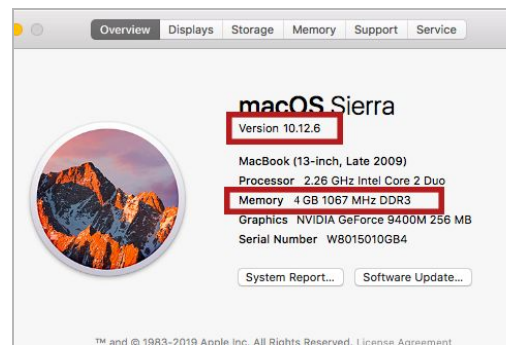 Overview Displays Storage Memory Support Service
macOS Sierra
Version 10.12.6
MacBook (13-inch, Late 2009)
Processor 2.26 GHz Intel Core 2 Duo
Memory 4 GB 1067 MHz DDR3
Graphics NVIDIA GeForce 9400M 256 MB
Serial Number W8015010GB4
System Report... Software Update...
™ and © 1983-2019 Apple Inc. All Rights Reserved. License Agreement